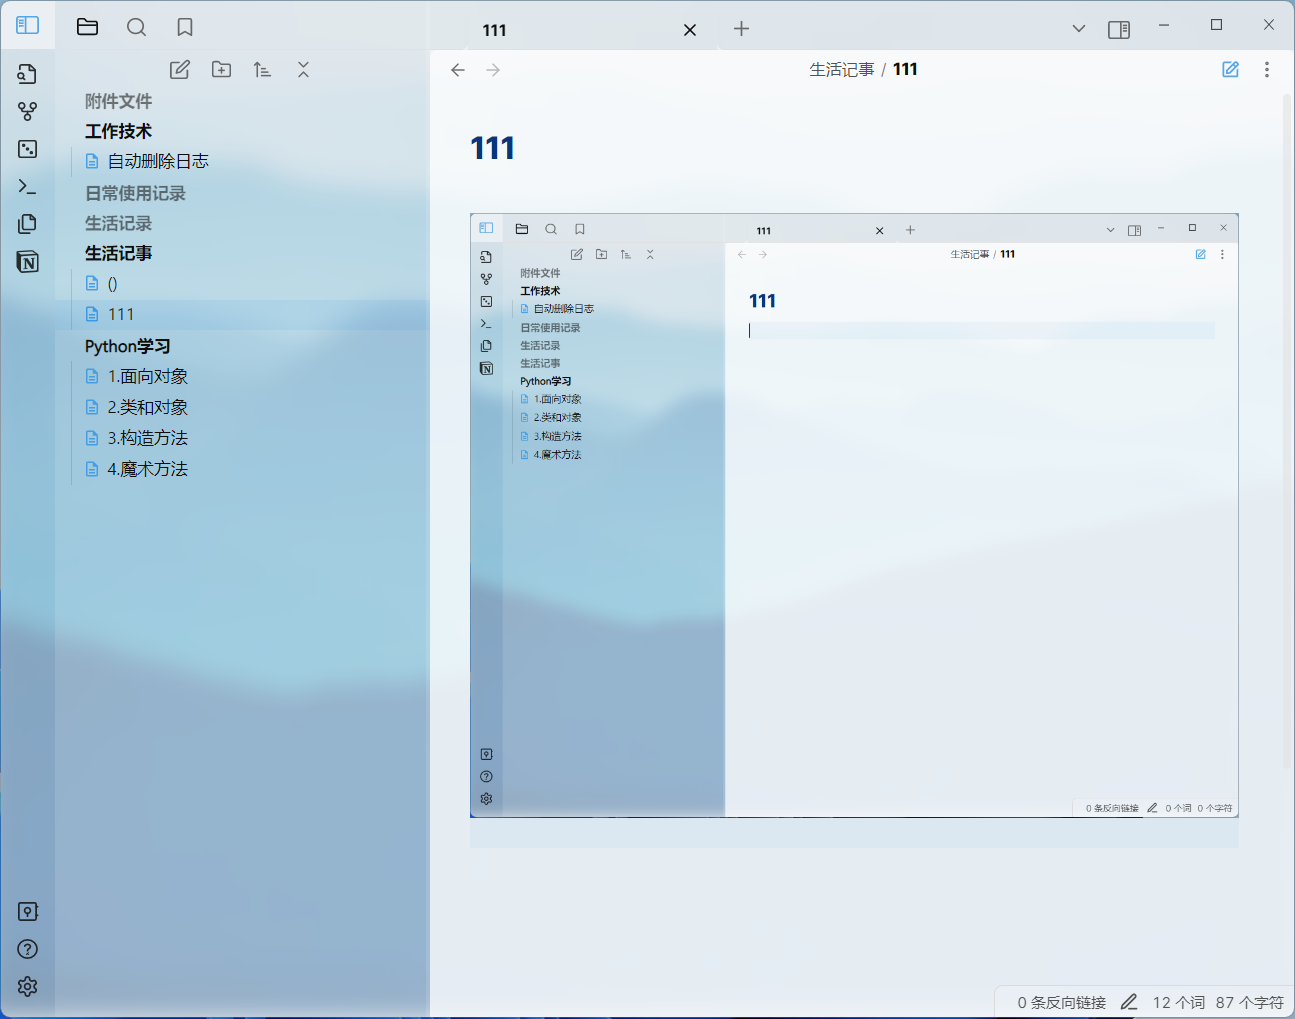 111
生活记事 / 111
附件文件
工作技术
自动删除日志
日常使用记录
生活记录
生活记事
()
111
Python学习
1.面向对象
2.类和对象
3.构造方法
4.魔术方法
111
111
生活记事 / 111
附件文件
工作技术
自动删除日志
日常使用记录
生活记录
生活记事
Python学习
1.面向对象
2.类和对象
3.构造方法
4.魔术方法
111
0 条反向链接 0 个词 0 个字符
0 条反向链接 12 个词 87 个字符